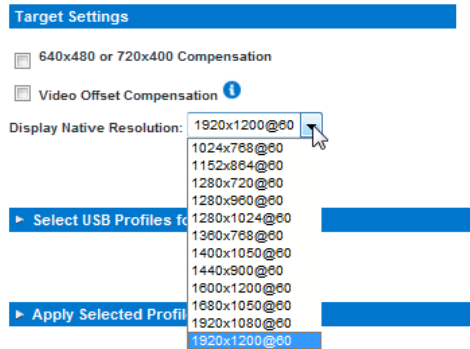 Target Settings
640x480 or 720x400 Compensation
Video Offset Compensation i
Display Native Resolution: 1920x1200@60
1024x768@60
1152x864@60
1280x720@60
1280x960@60
► Select USB Profiles fo
1280x1024@60
1360x768@60
1400x1050@60
1440x900@60
1600x1200@60
1680x1050@60
► Apply Selected Profil
1920x1080@60
1920x1200@60